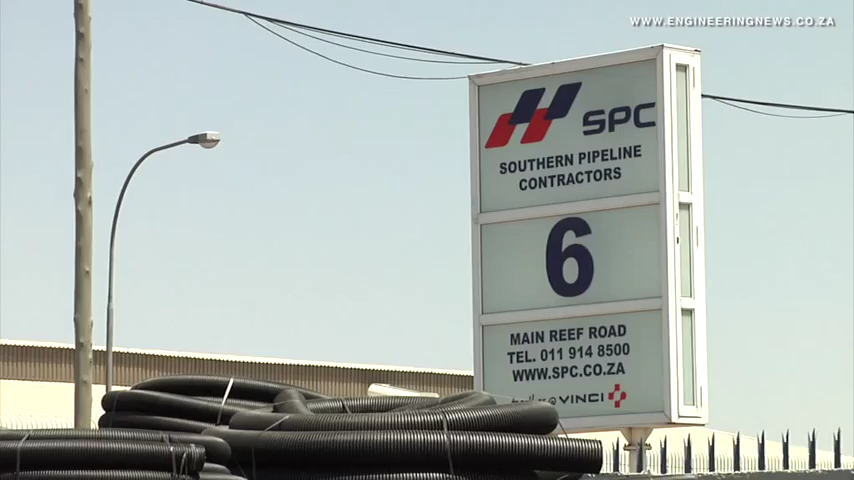 WWW.ENGINEERINGNEWS.CO.ZA
SPC
SOUTHERN PIPELINE
CONTRACTORS
6
MAIN REEF ROAD
TEL. 011 914 8500
WWW.SPC.CO.ZA
VINCI